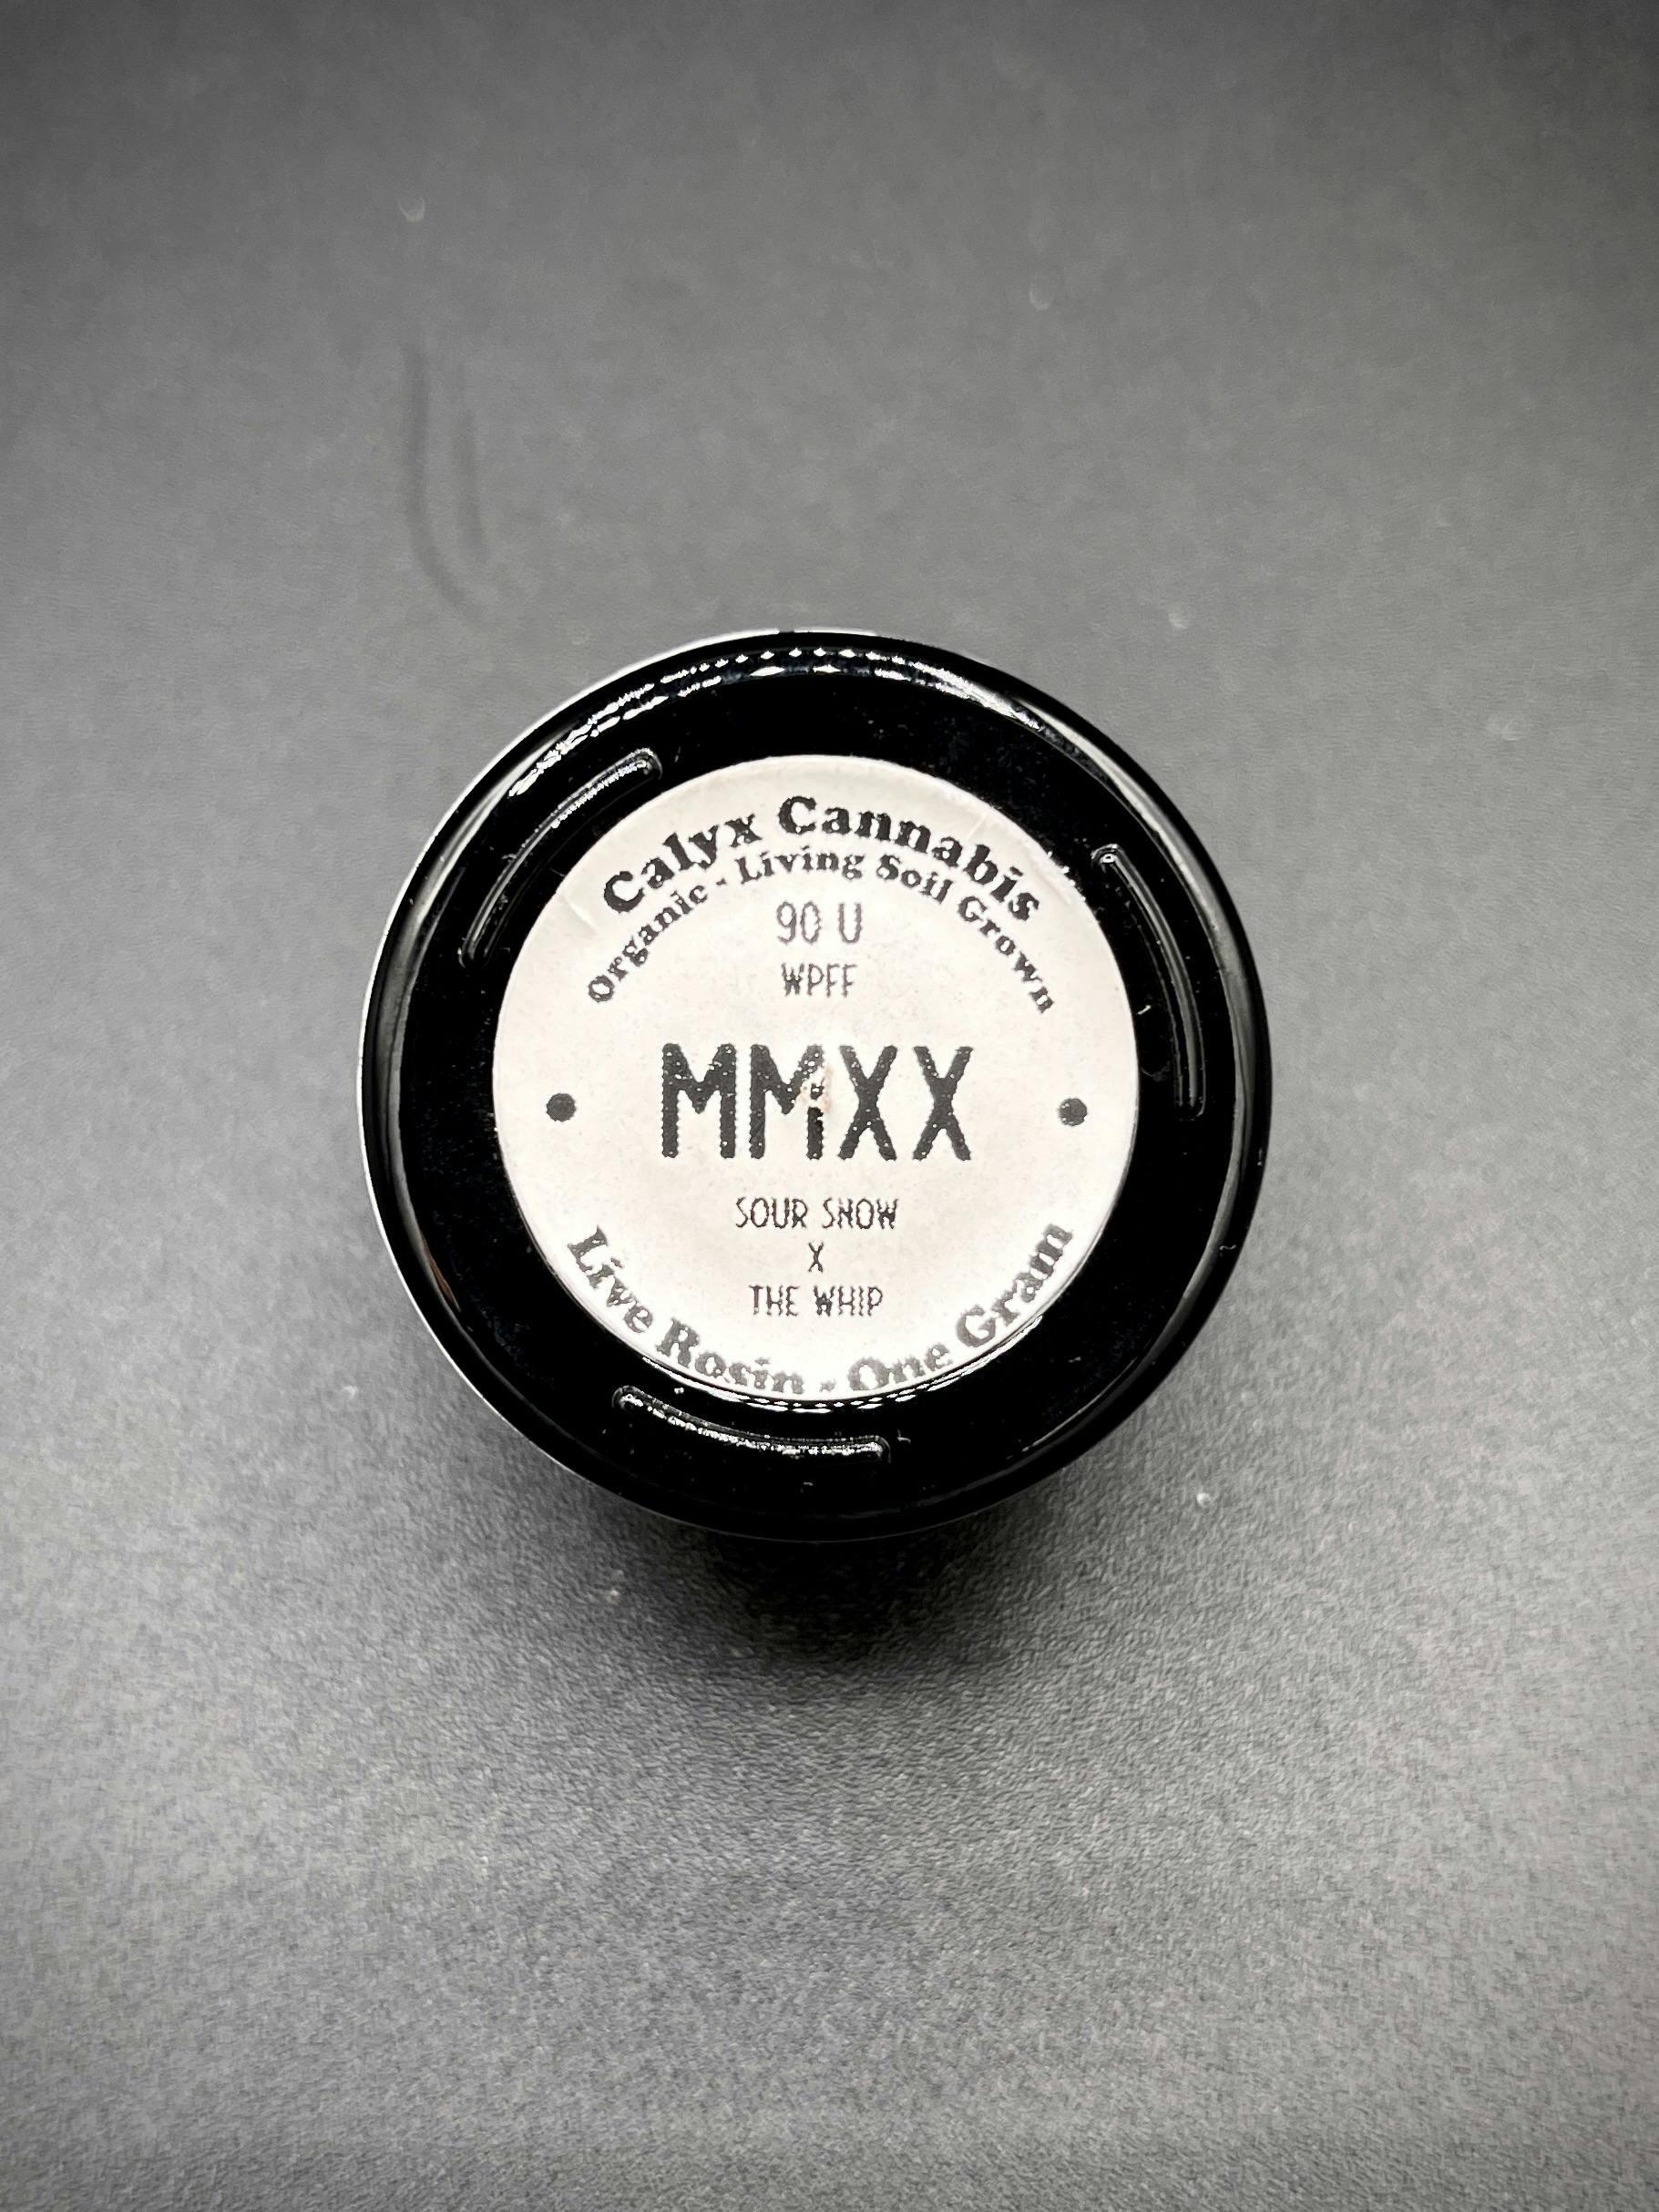 Calyx Cannabis
Organic - Living Soil Grown
90 U
WPFF
MMXX
SOUR SNOW
X
THE WHIP
Live Rosin - One Gram